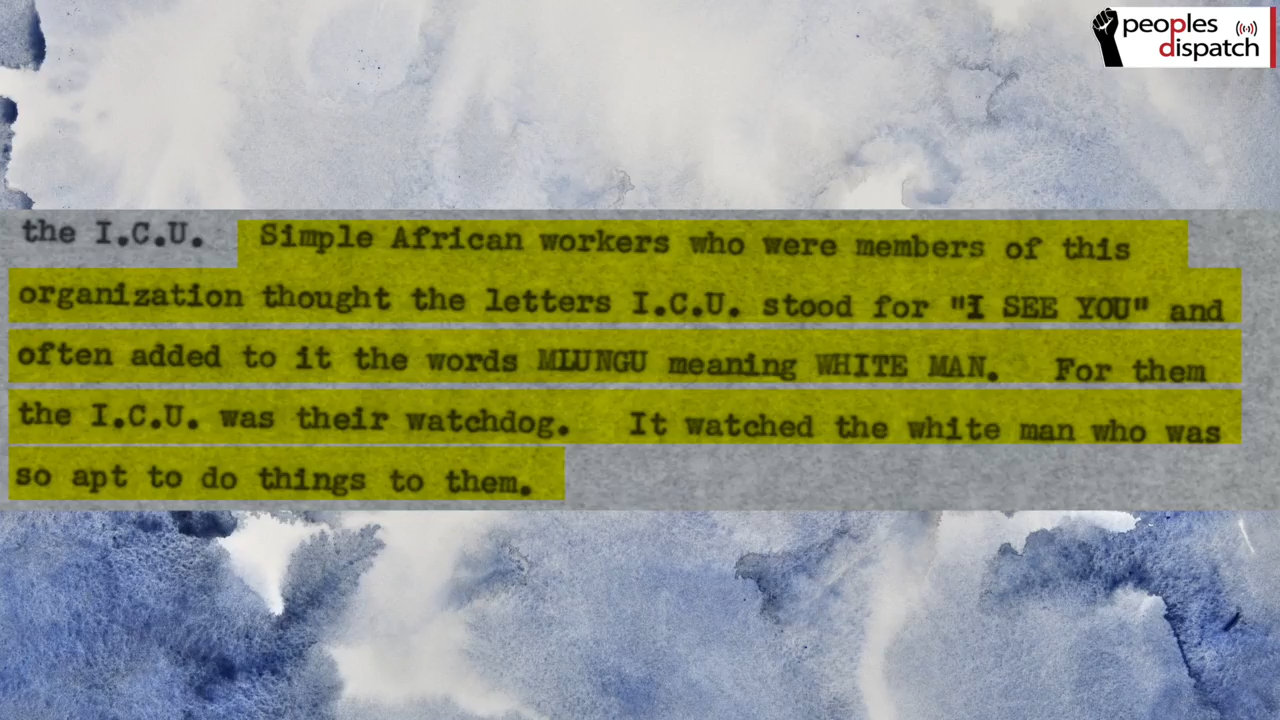 peoples
dispatch
the I.C.U. Simple African workers who were members of this
organization thought the letters I.C.U. stood for "I SEE YOU" and
often added to it the words MLUNGU meaning WHITE MAN. For them
the I.C.U. was their watchdog. It watched the white man who was
so apt to do things to them.